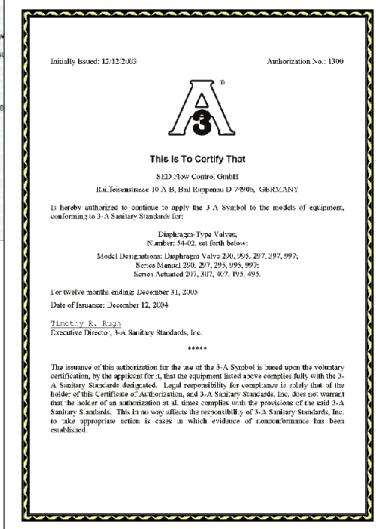 Initially Issued: 12/12/2003 Authorization No.: 1300
A
3
®
This Is To Certify That
SED Flow Control GmbH
Raiffeisenstrasse 10 A-B, Bad Rappenau D-74906, GERMANY
Is hereby authorized to continue to apply the 3-A Symbol to the models of equipment,
conforming to 3-A Sanitary Standards for:
Diaphragm-Type Valves,
Number: 54-02, set forth below:
Model Designations: Diaphragm Valve 290, 995, 297, 397, 997;
Series Manual 290, 297, 295, 995, 997;
Series Actuated 207, 307, 407, 195, 495.
For twelve months ending: December 31, 2005
Date of Issuance: December 12, 2004
Timothy R. Rugh
Executive Director, 3-A Sanitary Standards, Inc.
*****
The issuance of this authorization for the use of the 3-A Symbol is based upon the voluntary
certification, by the applicant for it, that the equipment listed above complies fully with the 3-
A Sanitary Standards designated. Legal responsibility for compliance is solely that of the
holder of this Certificate of Authorization, and 3-A Sanitary Standards, Inc. does not warrant
that the holder of an authorization at all times complies with the provisions of the said 3-A
Sanitary Standards. This in no way affects the responsibility of 3-A Sanitary Standards, Inc.
to take appropriate action in cases in which evidence of nonconformance has been
established.